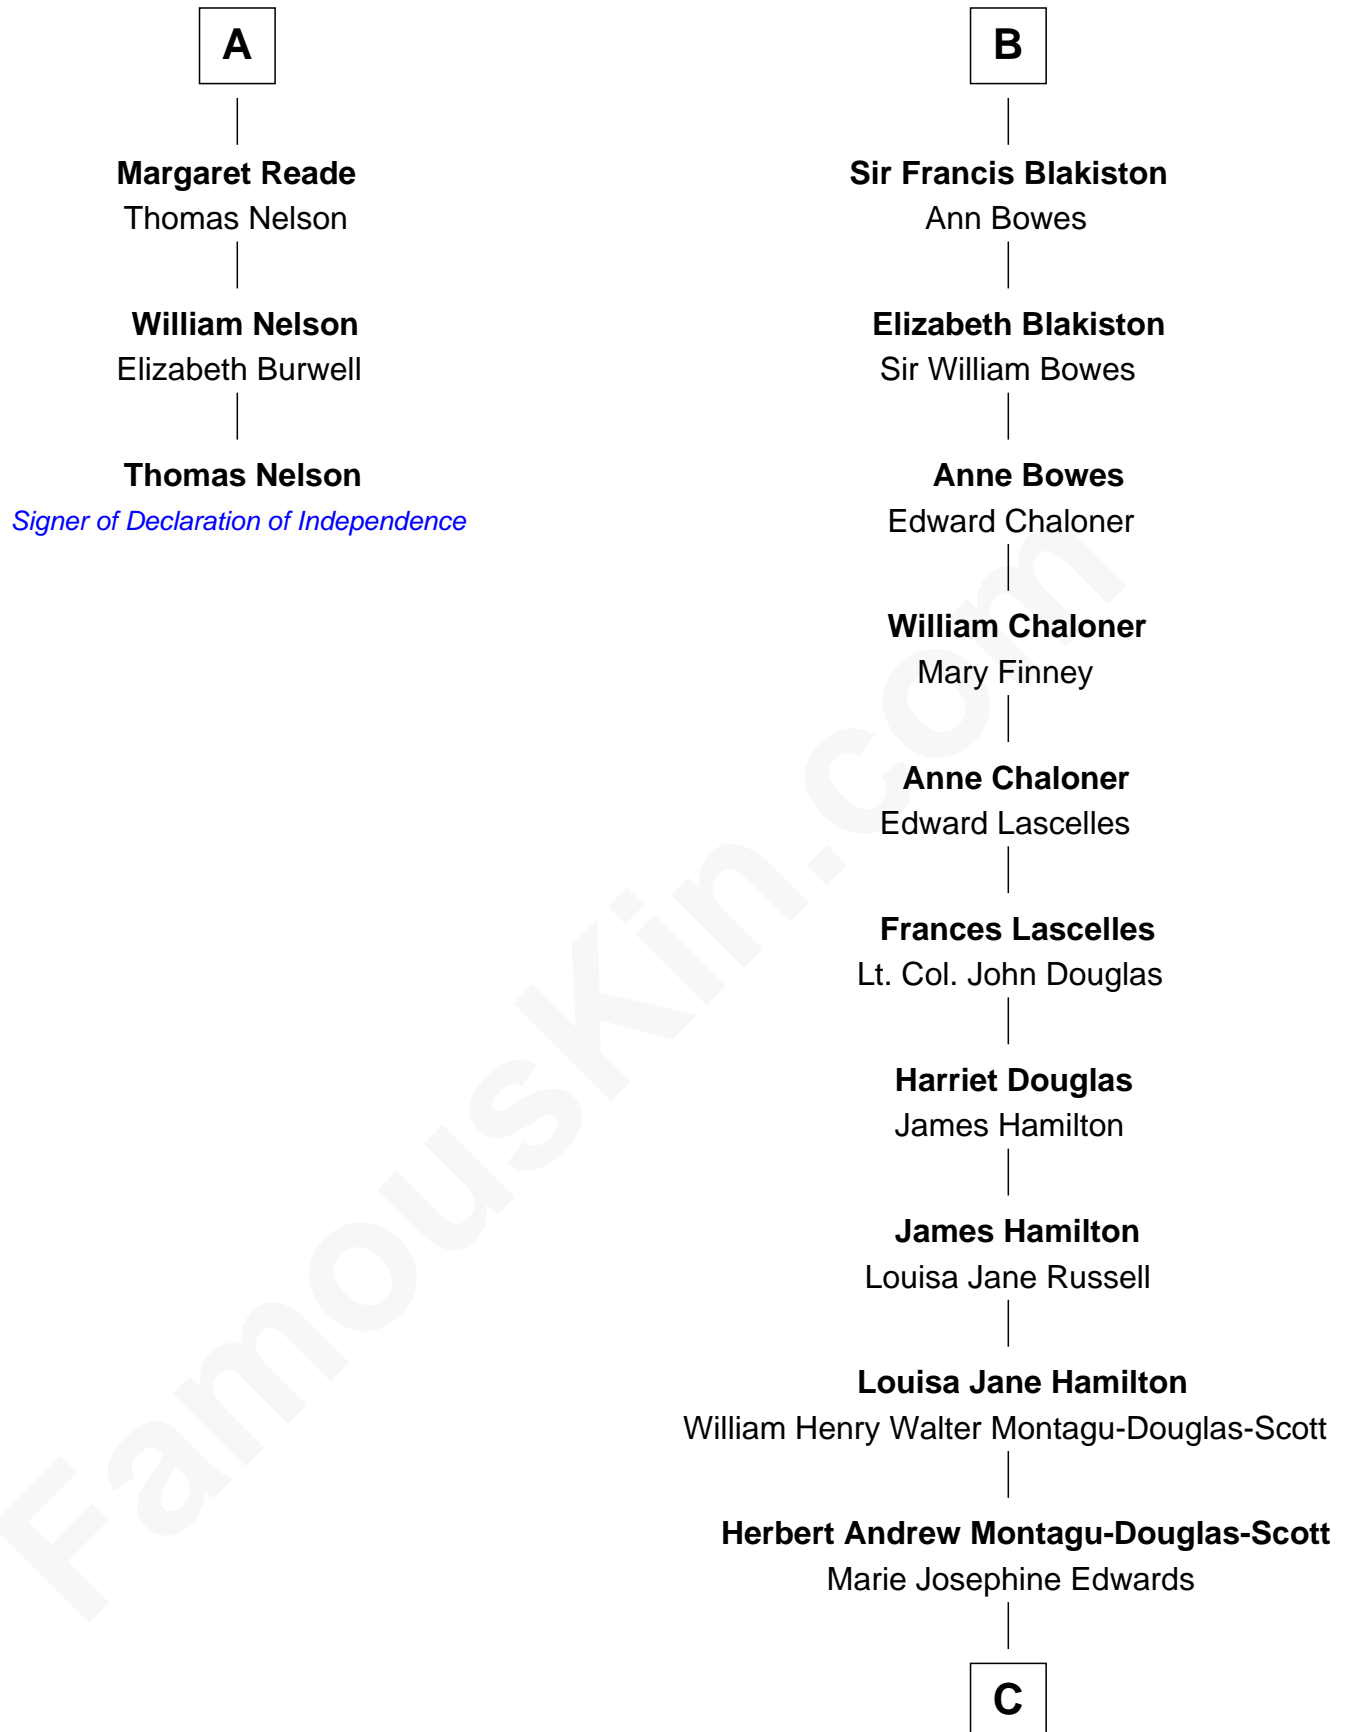 A
Margaret Reade
Thomas Nelson
William Nelson
Elizabeth Burwell
Thomas Nelson
Signer of Declaration of Independence
B
Sir Francis Blakiston
Ann Bowes
Elizabeth Blakiston
Sir William Bowes
Anne Bowes
Edward Chaloner
William Chaloner
Mary Finney
Anne Chaloner
Edward Lascelles
Frances Lascelles
Lt. Col. John Douglas
Harriet Douglas
James Hamilton
James Hamilton
Louisa Jane Russell
Louisa Jane Hamilton
William Henry Walter Montagu-Douglas-Scott
Herbert Andrew Montagu-Douglas-Scott
Marie Josephine Edwards
C
FamousKin.com